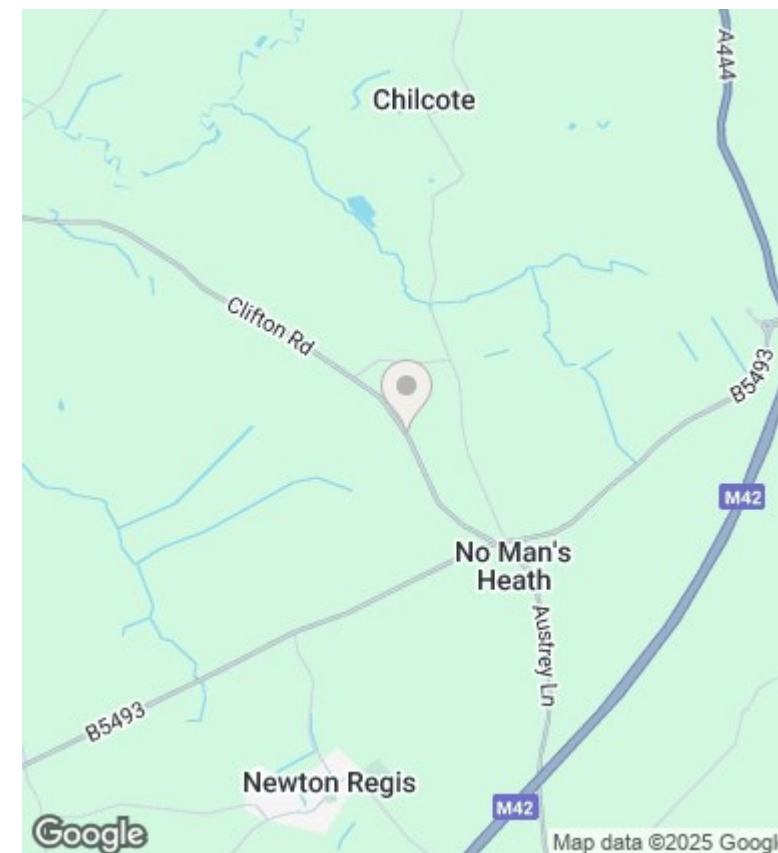 A444
Chilcote
Clifton Rd
B5493
M42
No Man's
Heath
Austrey Ln
B5493
Newton Regis
M42
Google
Map data ©2025 Googl